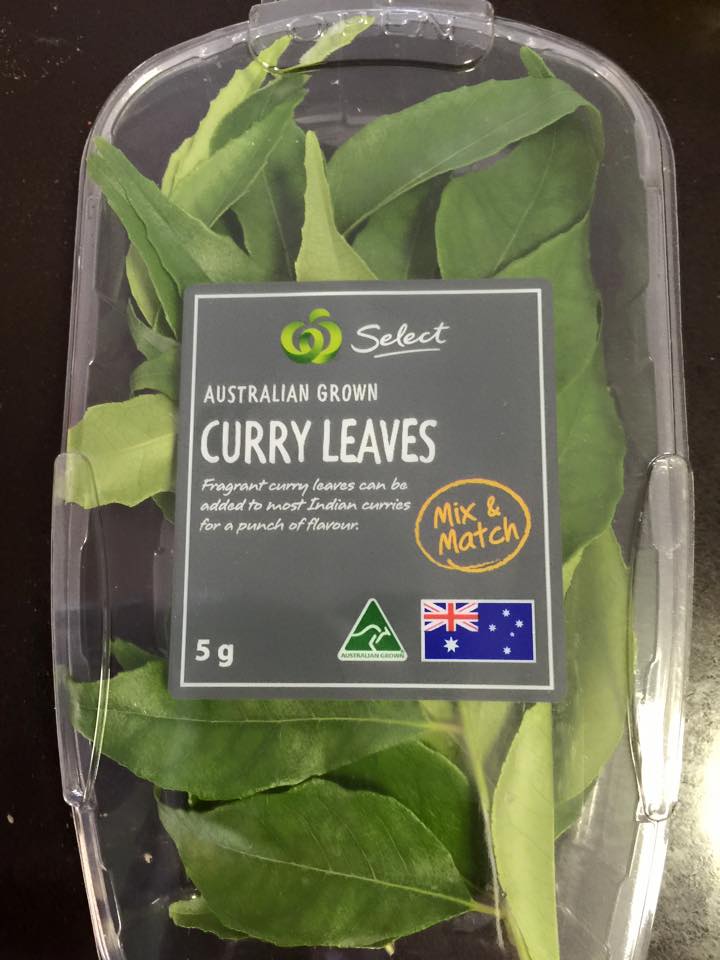 OPEN
Select
AUSTRALIAN GROWN
CURRY LEAVES
Fragrant curry leaves can be
added to most Indian curries
for a punch of flavour.
Mix &
Match
5 g
AUSTRALIAN GROWN